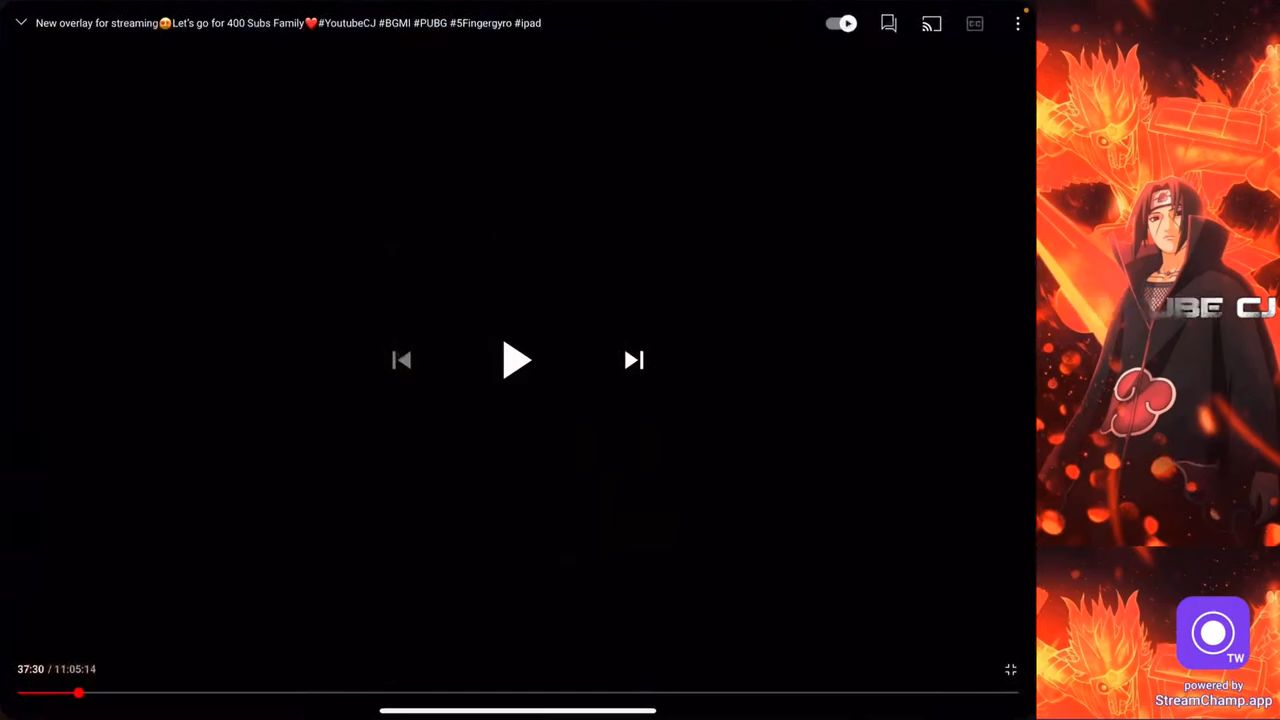 New overlay for streaming😍Let's go for 400 Subs Family❤️#YoutubeCJ #BGMI #PUBG #5Fingergyro #ipad
CC
UBE CJ
37:30 / 11:05:14
TW
powered by
StreamChamp.app